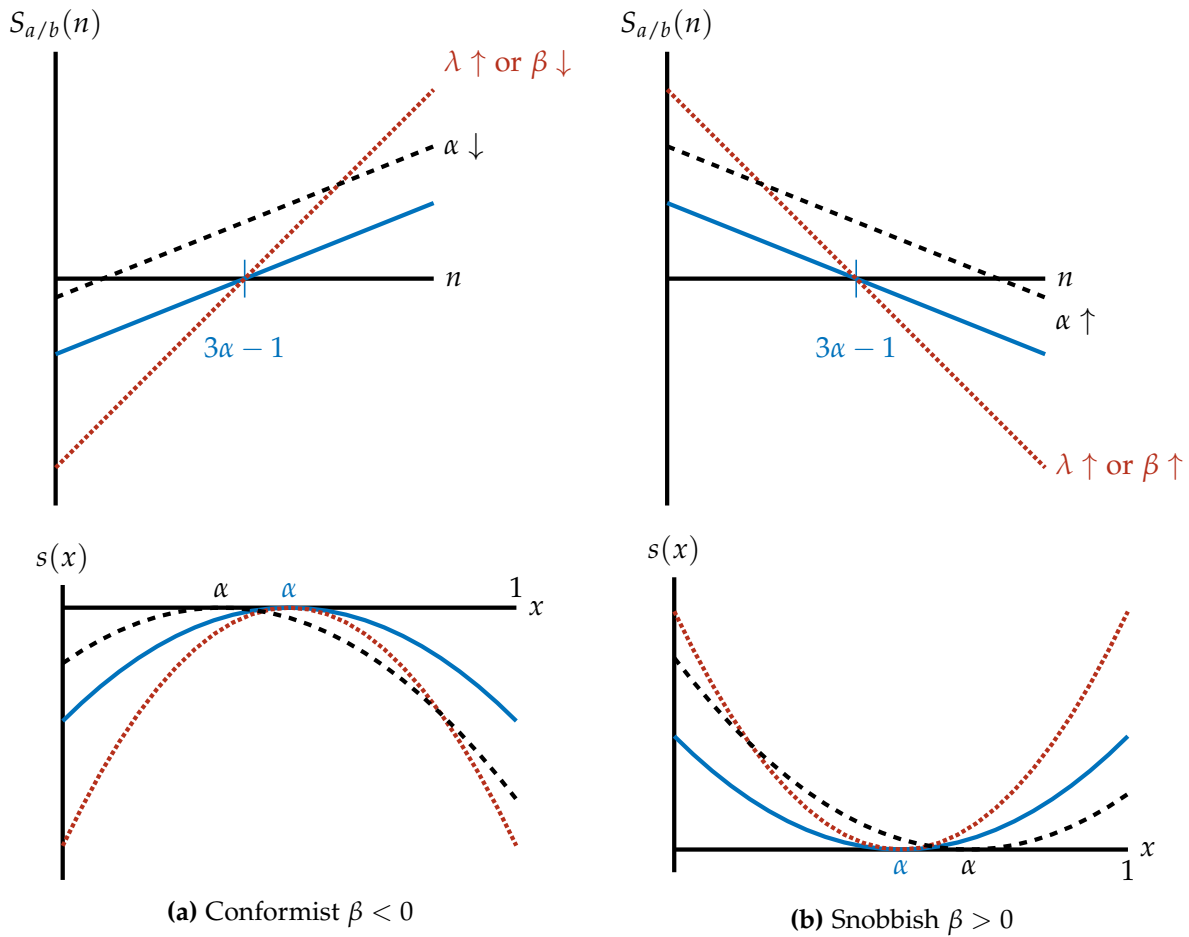 S_{a/b}(n)
λ ↑ or β ↓
α ↓
n
3α − 1
S_{a/b}(n)
n
α ↑
3α − 1
λ ↑ or β ↑
s(x)
α
α
1
x
(a) Conformist β < 0
s(x)
x
α
α
1
(b) Snobbish β > 0